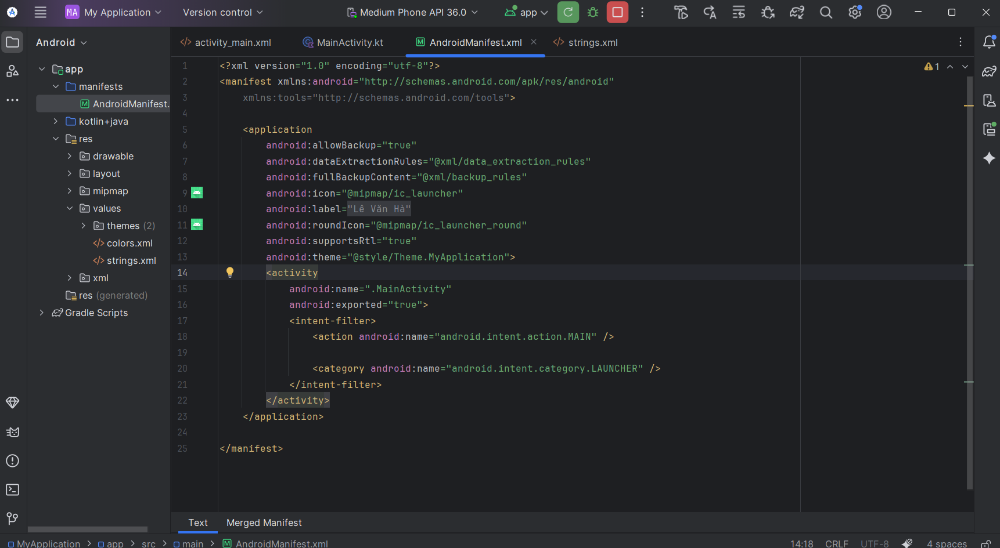 MA My Application Version control Medium Phone API 36.0 app
Android activity_main.xml MainActivity.kt AndroidManifest.xml strings.xml
app
manifests
AndroidManifest.
kotlin+java
res
drawable
layout
mipmap
values
themes (2)
colors.xml
strings.xml
xml
res (generated)
Gradle Scripts
1 <?xml version="1.0" encoding="utf-8"?>
2 <manifest xmlns:android="http://schemas.android.com/apk/res/android"
3 xmlns:tools="http://schemas.android.com/tools">
4
5 <application
6 android:allowBackup="true"
7 android:dataExtractionRules="@xml/data_extraction_rules"
8 android:fullBackupContent="@xml/backup_rules"
9 android:icon="@mipmap/ic_launcher"
10 android:label="Lê Văn Hà"
11 android:roundIcon="@mipmap/ic_launcher_round"
12 android:supportsRtl="true"
13 android:theme="@style/Theme.MyApplication">
14 <activity
15 android:name=".MainActivity"
16 android:exported="true">
17 <intent-filter>
18 <action android:name="android.intent.action.MAIN" />
19
20 <category android:name="android.intent.category.LAUNCHER" />
21 </intent-filter>
22 </activity>
23 </application>
24
25 </manifest>
1
Text Merged Manifest
MyApplication > app > src > main > AndroidManifest.xml 14:18 CRLF UTF-8 4 spaces